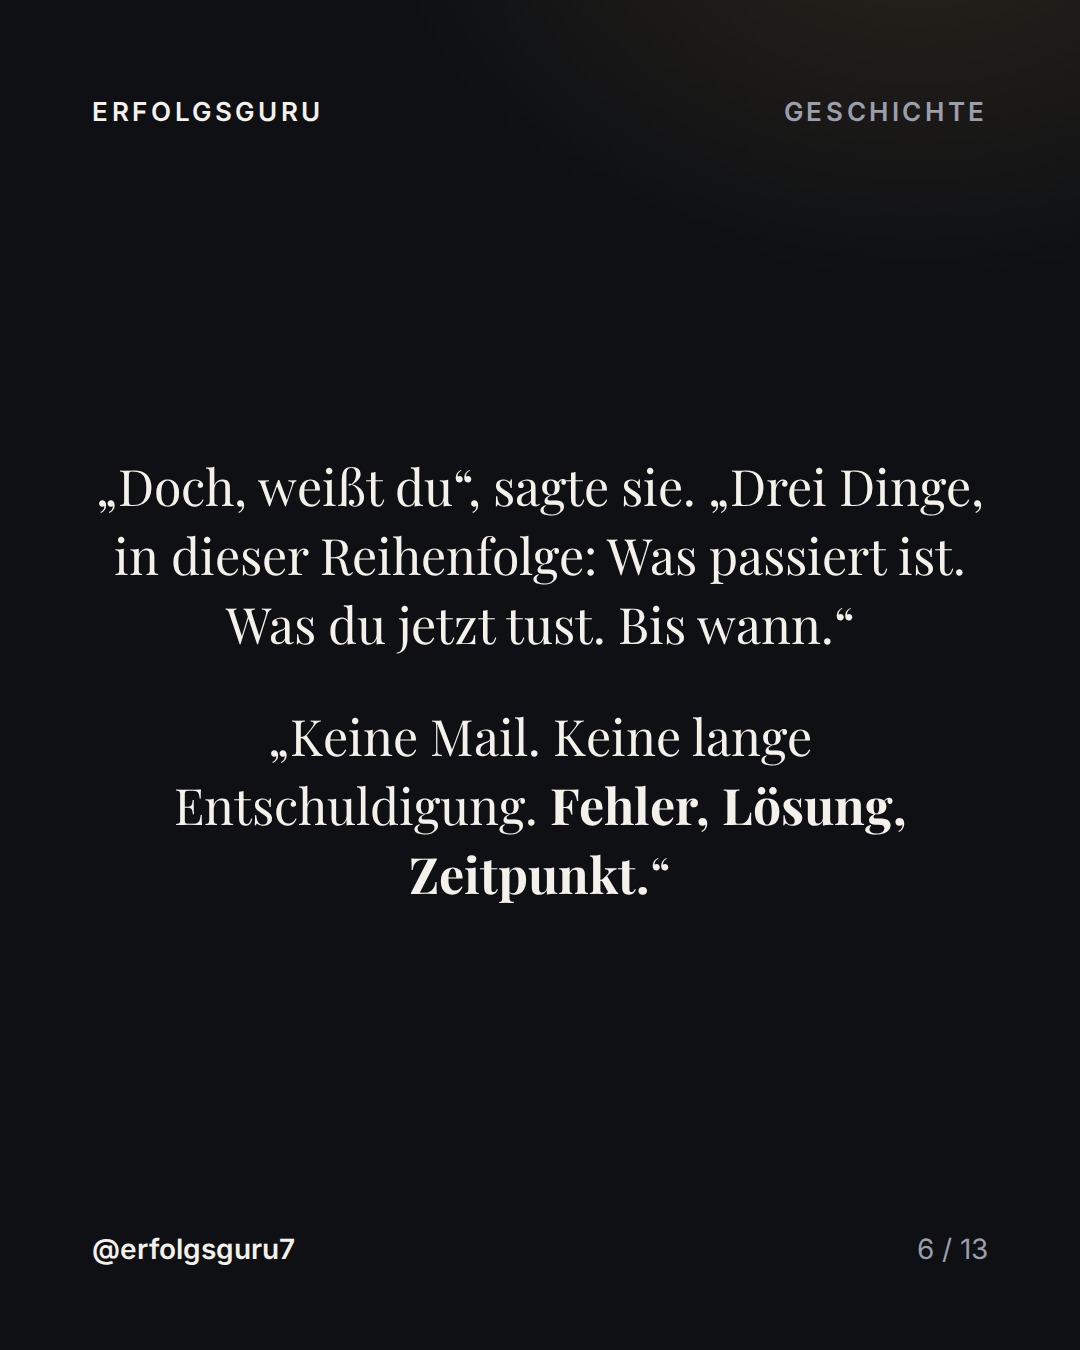 ERFOLGSGURU
GESCHICHTE
„Doch, weißt du“, sagte sie. „Drei Dinge,
in dieser Reihenfolge: Was passiert ist.
Was du jetzt tust. Bis wann.“
„Keine Mail. Keine lange
Entschuldigung. Fehler, Lösung,
Zeitpunkt.“
@erfolgsguru7
6 / 13